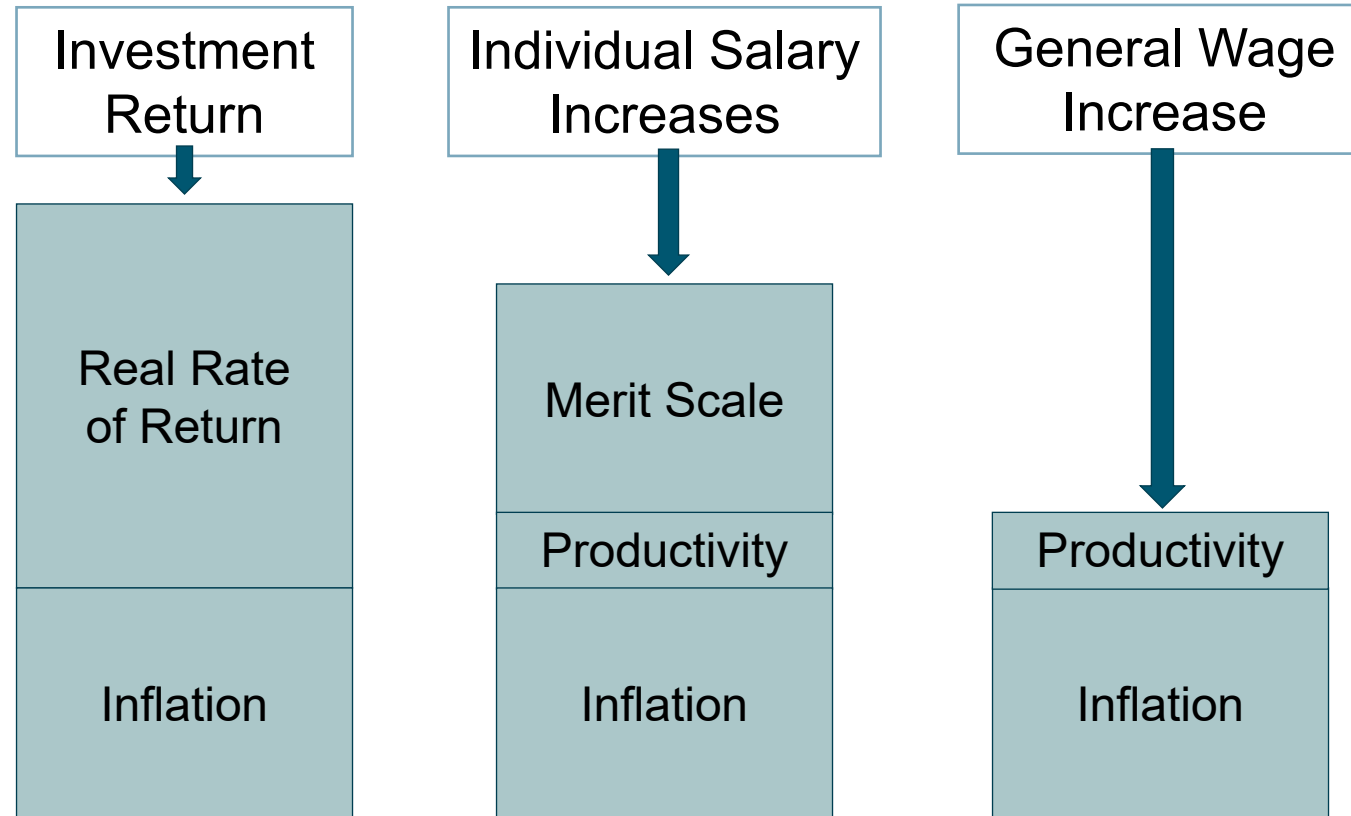 Investment
Return
Individual Salary
Increases
General Wage
Increase
Real Rate
of Return
Inflation
Merit Scale
Productivity
Inflation
Productivity
Inflation